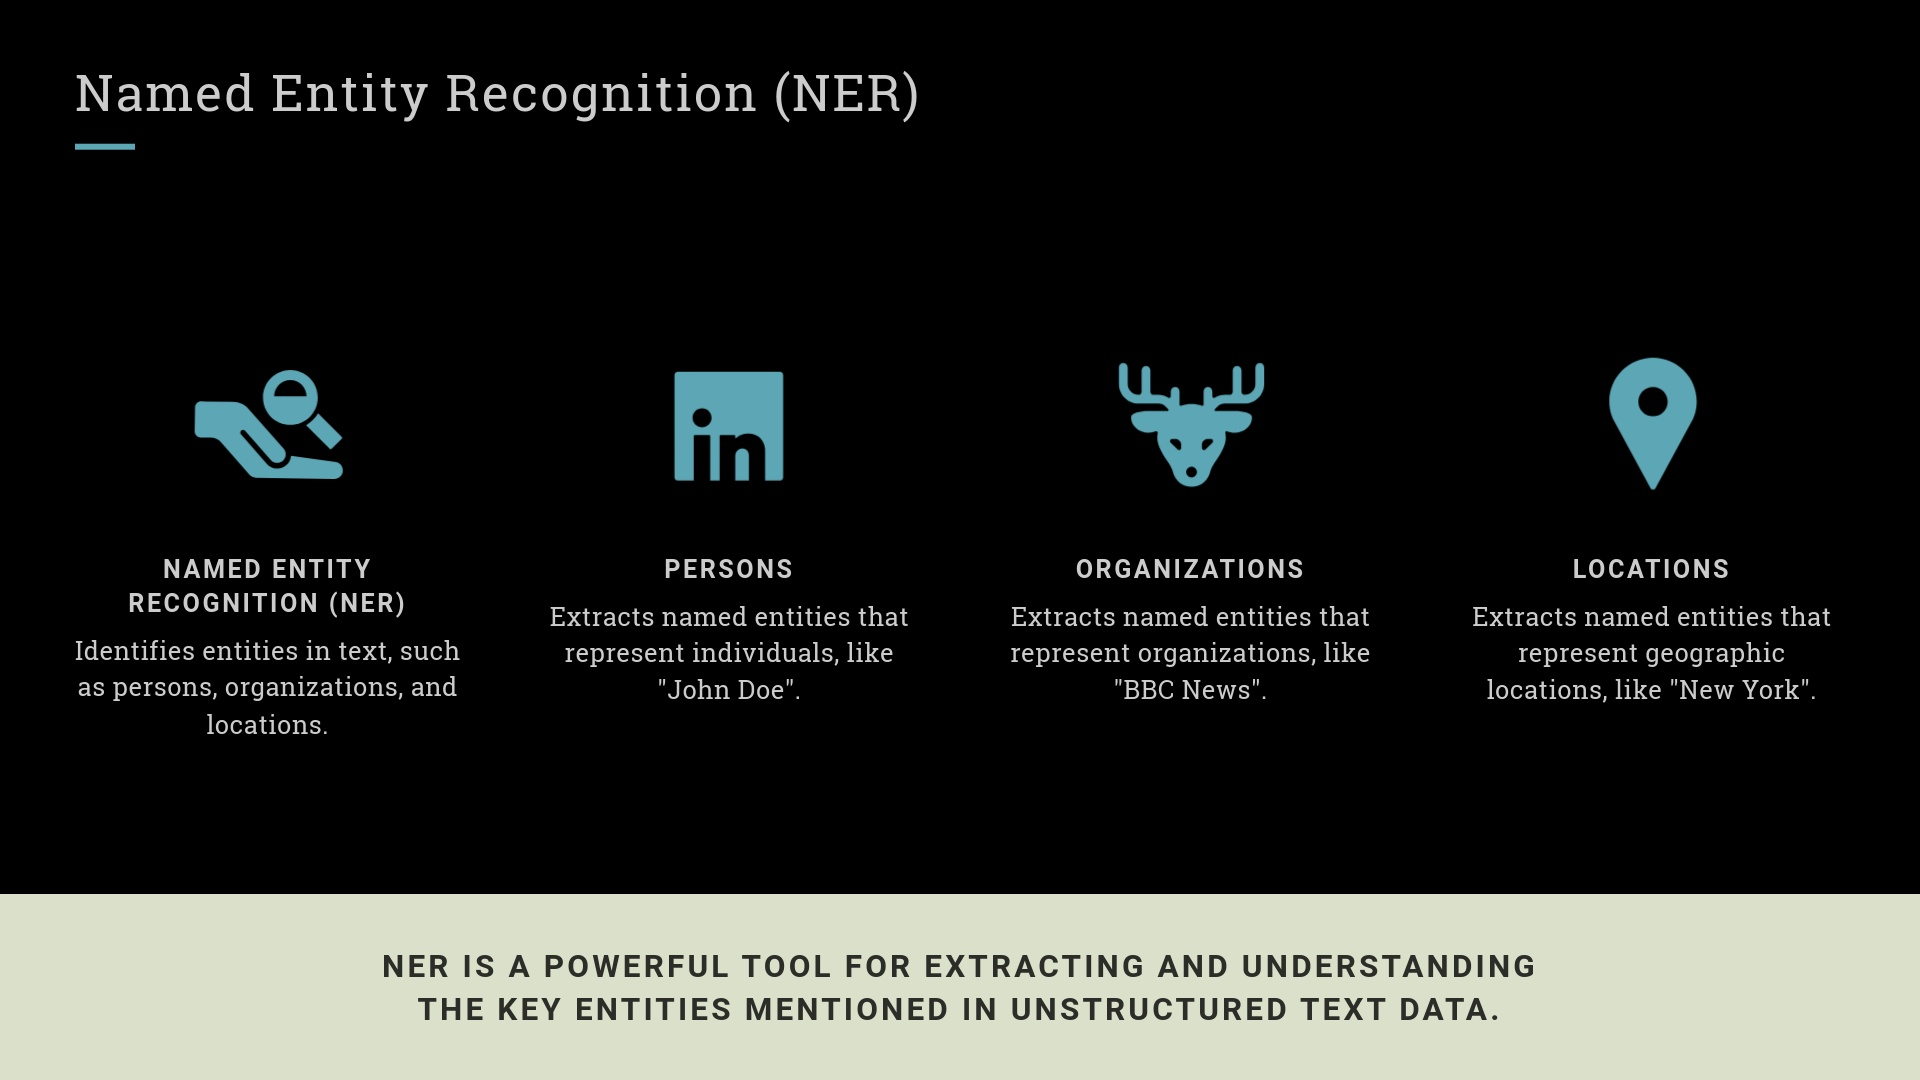 Named Entity Recognition (NER)
in
NAMED ENTITY
RECOGNITION (NER)
Identifies entities in text, such
as persons, organizations, and
locations.
PERSONS
Extracts named entities that
represent individuals, like
"John Doe".
ORGANIZATIONS
Extracts named entities that
represent organizations, like
"BBC News".
LOCATIONS
Extracts named entities that
represent geographic
locations, like "New York".
NER IS A POWERFUL TOOL FOR EXTRACTING AND UNDERSTANDING
THE KEY ENTITIES MENTIONED IN UNSTRUCTURED TEXT DATA.